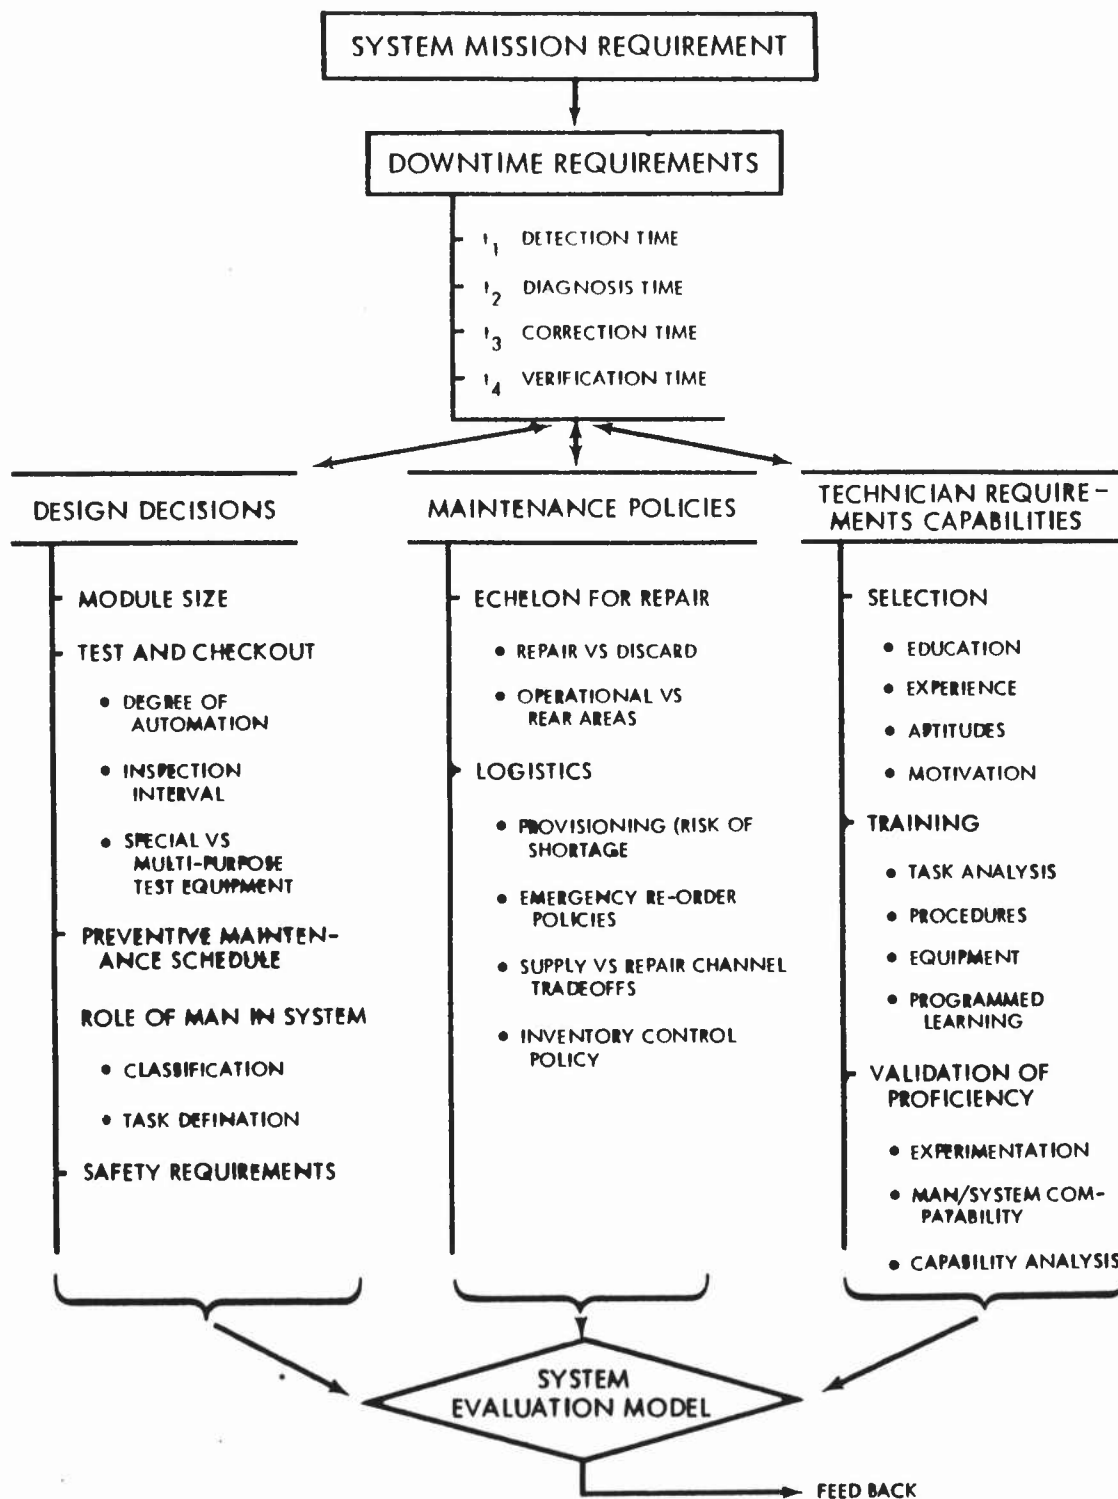 SYSTEM MISSION REQUIREMENT
DOWNTIME REQUIREMENTS
t1 DETECTION TIME
t2 DIAGNOSIS TIME
t3 CORRECTION TIME
t4 VERIFICATION TIME
DESIGN DECISIONS
MODULE SIZE
TEST AND CHECKOUT
• DEGREE OF
AUTOMATION
• INSPECTION
INTERVAL
• SPECIAL VS
MULTI-PURPOSE
TEST EQUIPMENT
PREVENTIVE MAINTEN-
ANCE SCHEDULE
ROLE OF MAN IN SYSTEM
• CLASSIFICATION
• TASK DEFINATION
SAFETY REQUIREMENTS
MAINTENANCE POLICIES
ECHELON FOR REPAIR
• REPAIR VS DISCARD
• OPERATIONAL VS
REAR AREAS
LOGISTICS
• PROVISIONING (RISK OF
SHORTAGE
• EMERGENCY RE-ORDER
POLICIES
• SUPPLY VS REPAIR CHANNEL
TRADEOFFS
• INVENTORY CONTROL
POLICY
TECHNICIAN REQUIRE-
MENTS CAPABILITIES
SELECTION
• EDUCATION
• EXPERIENCE
• APTITUDES
• MOTIVATION
TRAINING
• TASK ANALYSIS
• PROCEDURES
• EQUIPMENT
• PROGRAMMED
LEARNING
VALIDATION OF
PROFICIENCY
• EXPERIMENTATION
• MAN/SYSTEM COM-
PATABILITY
• CAPABILITY ANALYSIS
SYSTEM
EVALUATION MODEL
FEED BACK